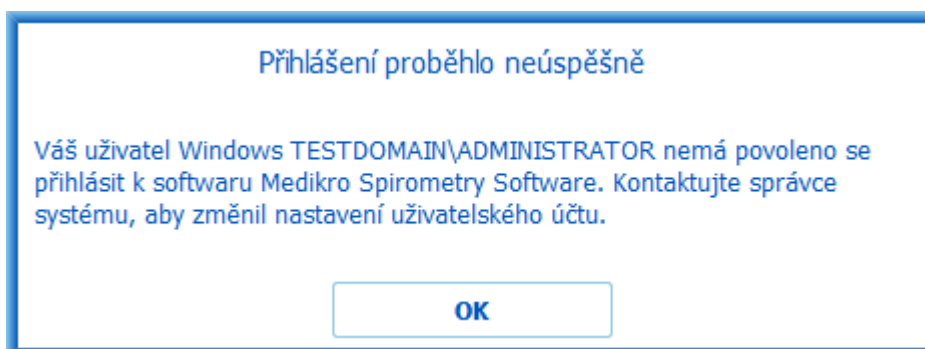 Přihlášení proběhlo neúspěšně
Váš uživatel Windows TESTDOMAIN\ADMINISTRATOR nemá povoleno se
přihlásit k softwaru Medikro Spirometry Software. Kontaktujte správce
systému, aby změnil nastavení uživatelského účtu.
OK